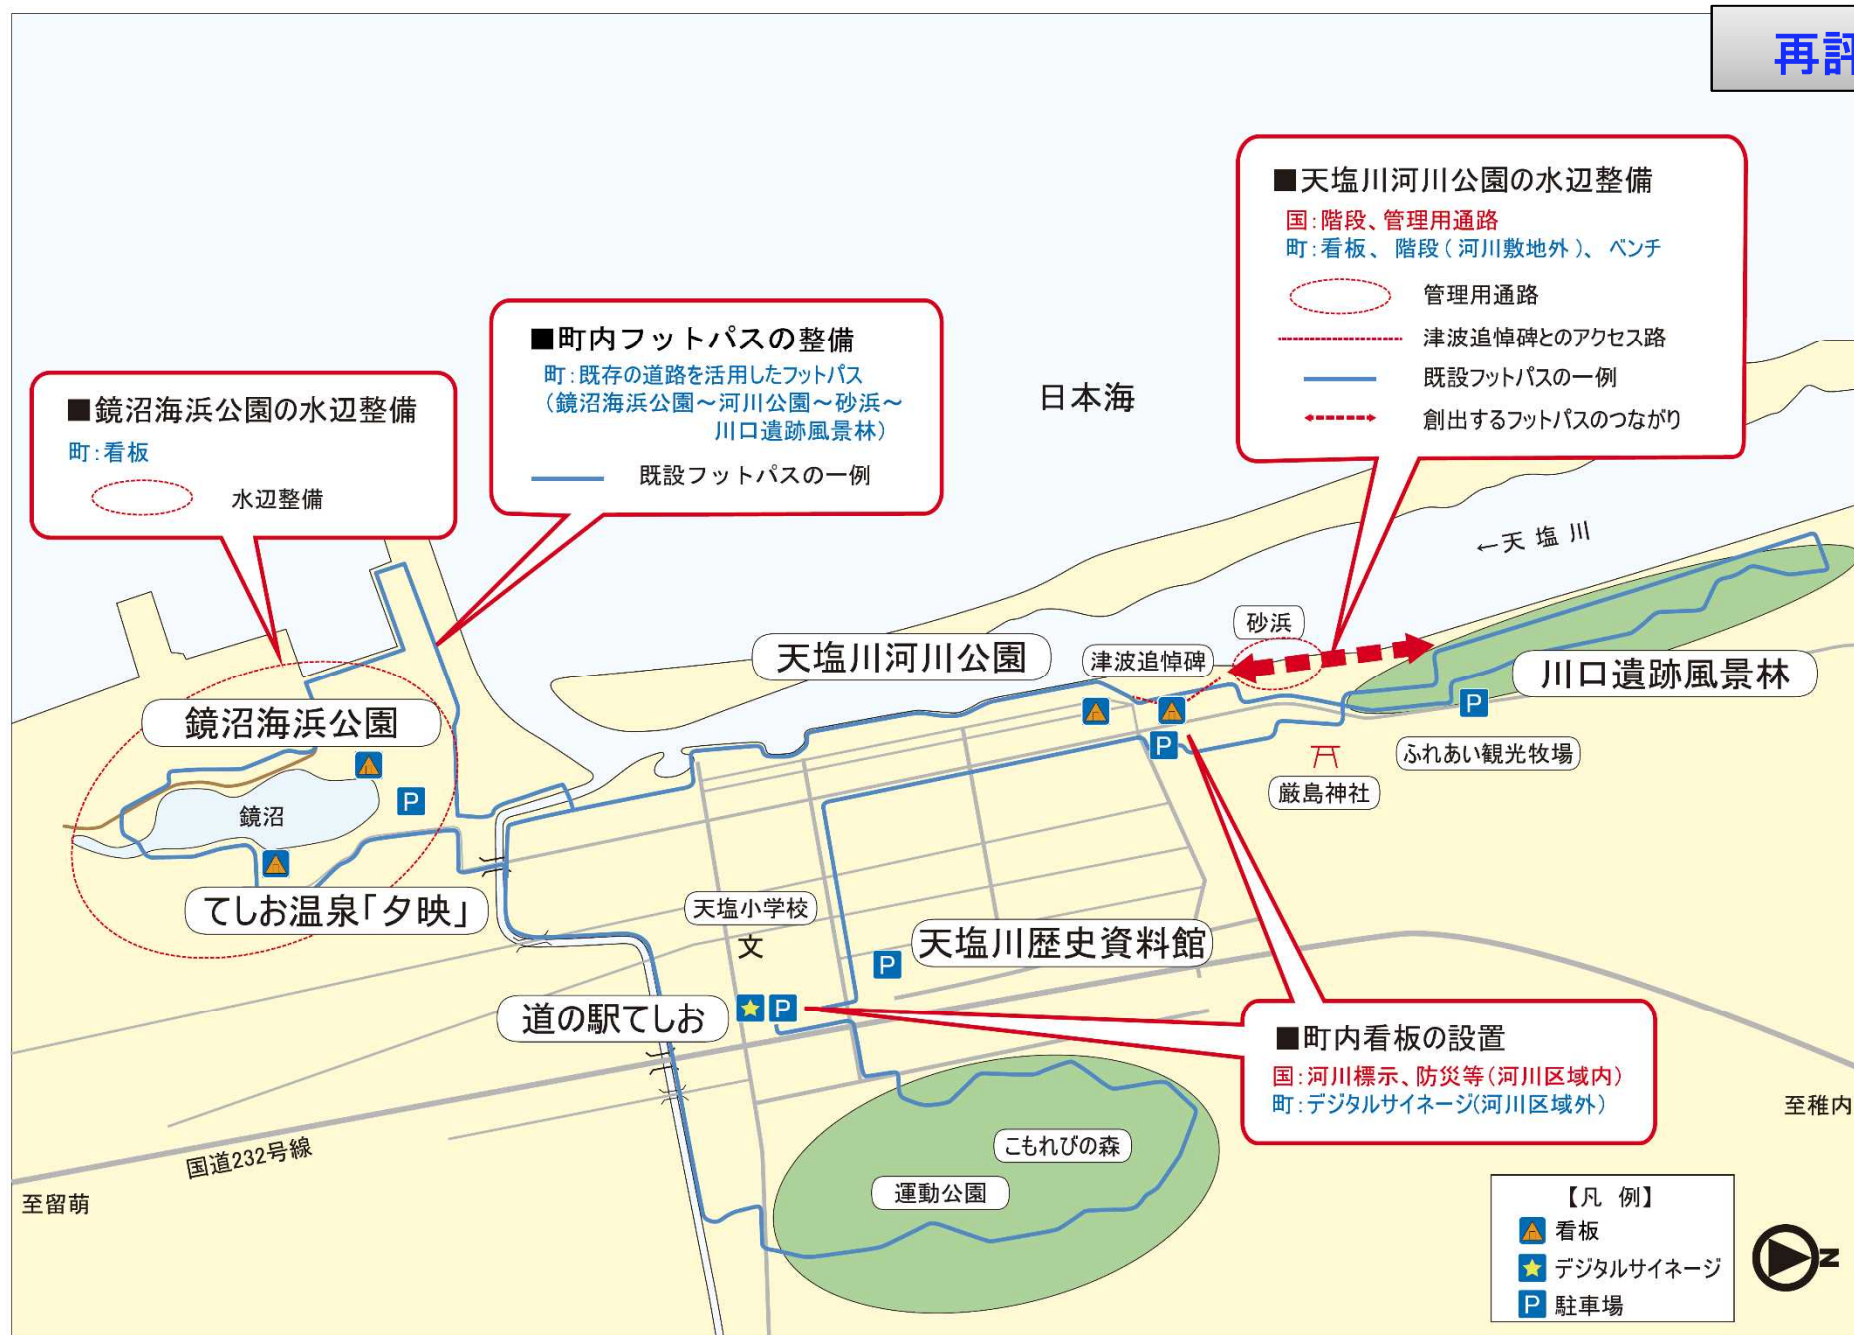 再評
■天塩川河川公園の水辺整備
国：階段、管理用通路
町：看板、階段（河川敷地外）、ベンチ
管理用通路
津波追悼碑とのアクセス路
既設フットパスの一例
創出するフットパスのつながり
■町内フットパスの整備
町：既存の道路を活用したフットパス
（鏡沼海浜公園～河川公園～砂浜～
川口遺跡風景林）
既設フットパスの一例
■鏡沼海浜公園の水辺整備
町：看板
水辺整備
日本海
←天塩川
砂浜
津波追悼碑
天塩川河川公園
川口遺跡風景林
P
鏡沼海浜公園
P
ふれあい観光牧場
厳島神社
P
鏡沼
てしお温泉「夕映」
天塩小学校
文
天塩川歴史資料館
P
道の駅てしお
P
■町内看板の設置
国：河川標示、防災等（河川区域内）
町：デジタルサイネージ（河川区域外）
至稚内
こもれびの森
運動公園
国道232号線
至留萌
【凡 例】
看板
デジタルサイネージ
P 駐車場
N